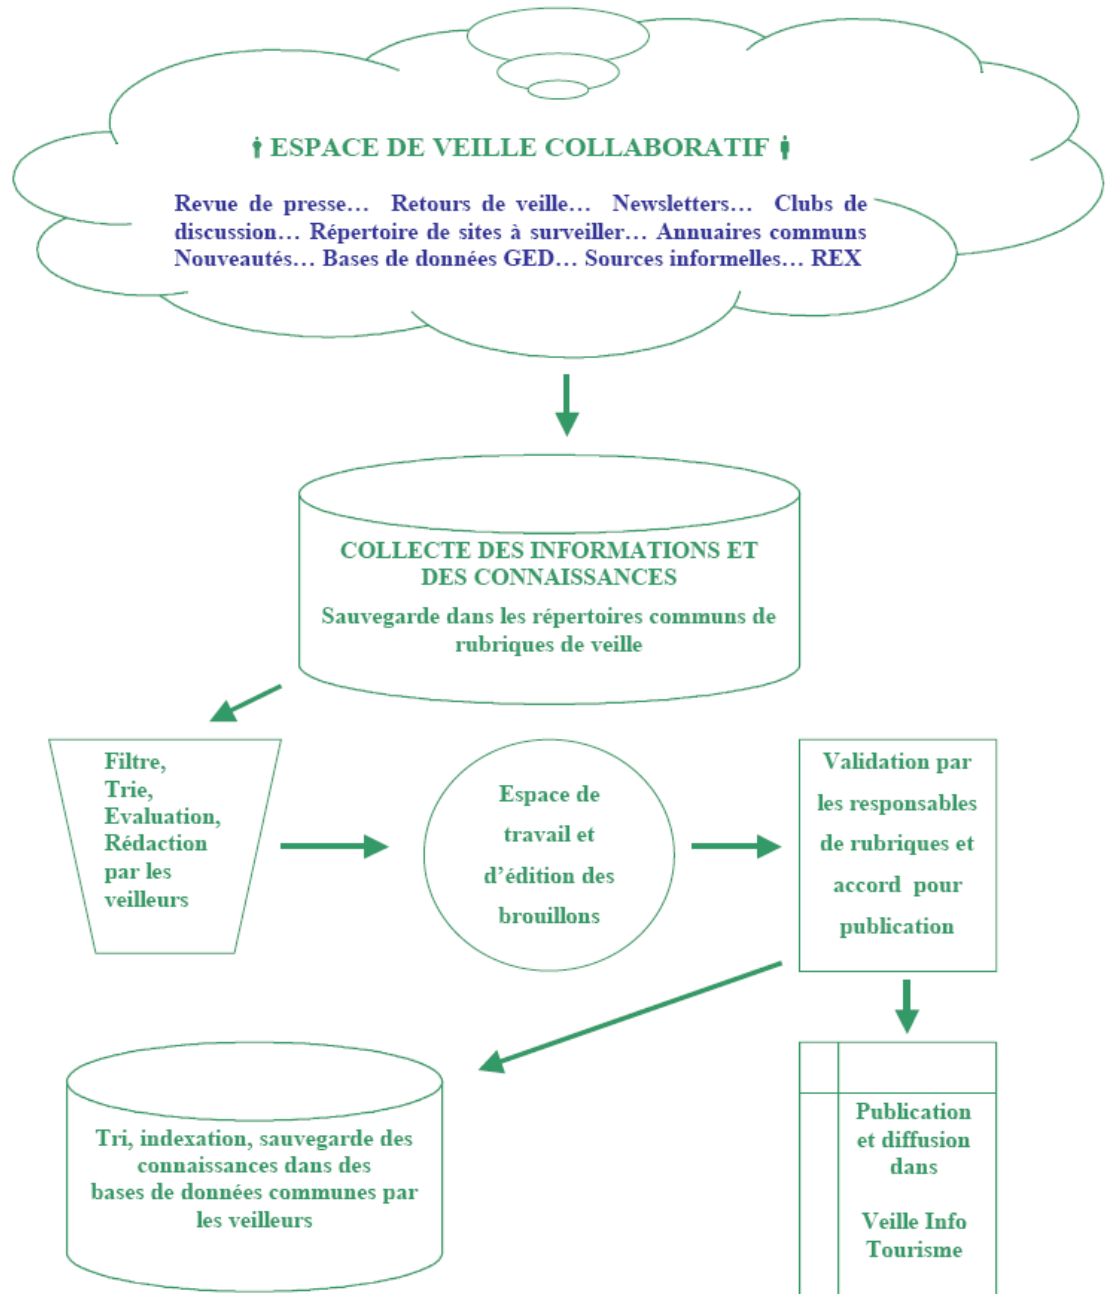 ESPACE DE VEILLE COLLABORATIF
Revue de presse… Retours de veille… Newsletters… Clubs de
discussion… Répertoire de sites à surveiller… Annuaires communs
Nouveautés… Bases de données GED… Sources informelles… REX
COLLECTE DES INFORMATIONS ET
DES CONNAISSANCES
Sauvegarde dans les répertoires communs de
rubriques de veille
Filtre,
Trie,
Evaluation,
Rédaction
par les
veilleurs
Espace de
travail et
d’édition des
brouillons
Validation par
les responsables
de rubriques et
accord pour
publication
Tri, indexation, sauvegarde des
connaissances dans des
bases de données communes par
les veilleurs
Publication
et diffusion
dans
Veille Info
Tourisme